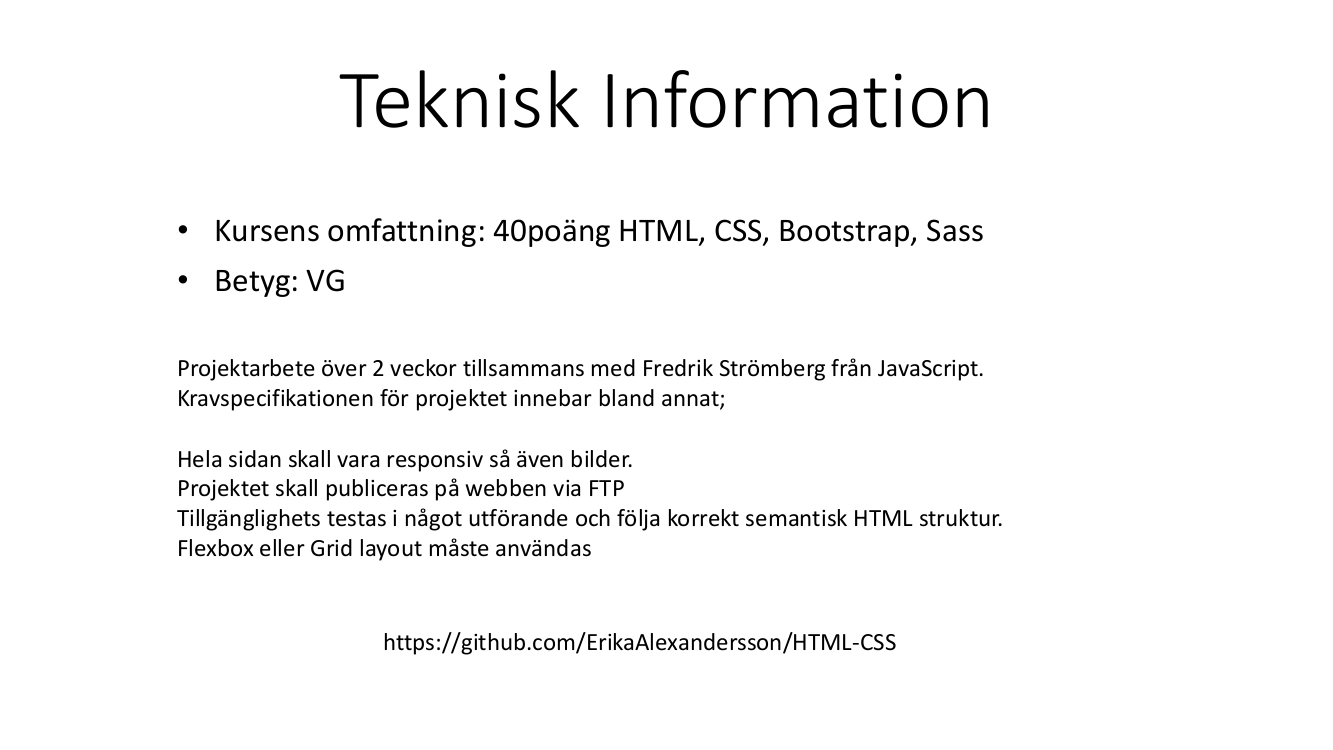 Teknisk Information
• Kursens omfattning: 40poäng HTML, CSS, Bootstrap, Sass
• Betyg: VG
Projektarbete över 2 veckor tillsammans med Fredrik Strömberg från JavaScript.
Kravspecifikationen för projektet innebar bland annat;
Hela sidan skall vara responsiv så även bilder.
Projektet skall publiceras på webben via FTP
Tillgänglighets testas i något utförande och följa korrekt semantisk HTML struktur.
Flexbox eller Grid layout måste användas
https://github.com/ErikaAlexandersson/HTML-CSS